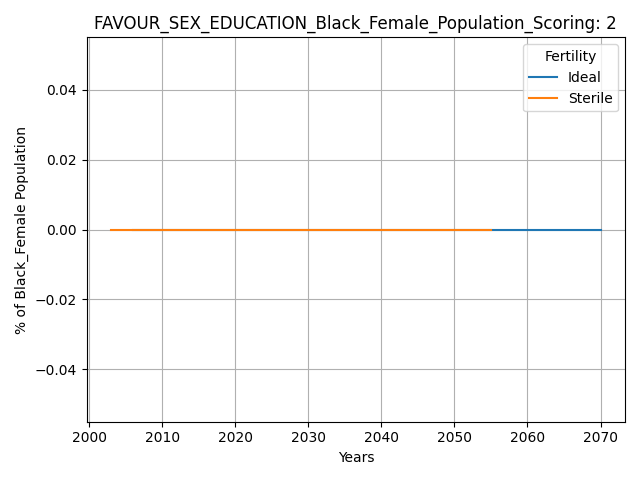 FAVOUR_SEX_EDUCATION_Black_Female_Population_Scoring: 2
Fertility
Ideal
Sterile
% of Black_Female Population
0.04
0.02
0.00
−0.02
−0.04
2000 2010 2020 2030 2040 2050 2060 2070
Years